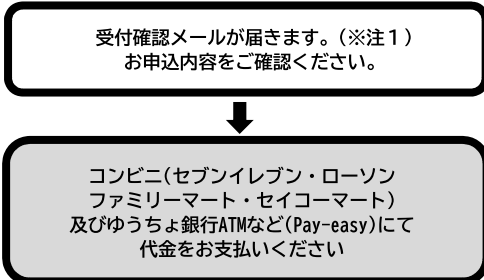 受付確認メールが届きます。(※注１)
お申込内容をご確認ください。
コンビニ(セブンイレブン・ローソン
ファミリーマート・セイコーマート)
及びゆうちょ銀行ATMなど(Pay-easy)にて
代金をお支払いください